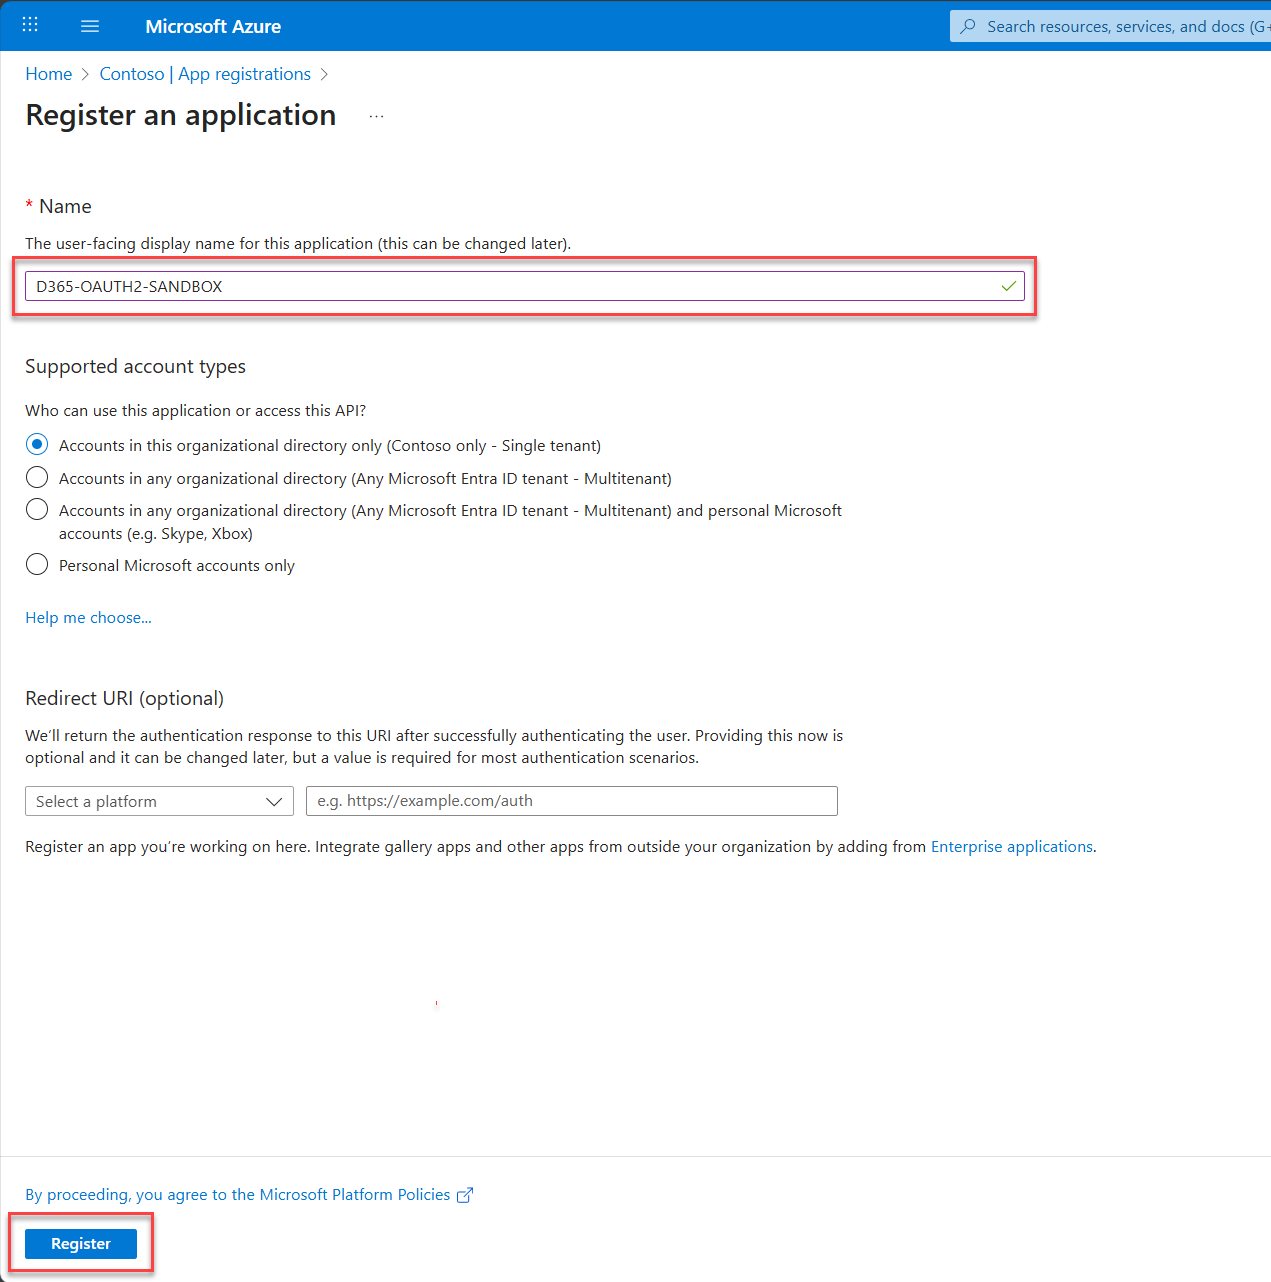 Microsoft Azure
Search resources, services, and docs (G+
Home > Contoso | App registrations >
Register an application ...
* Name
The user-facing display name for this application (this can be changed later).
D365-OAUTH2-SANDBOX
Supported account types
Who can use this application or access this API?
Accounts in this organizational directory only (Contoso only - Single tenant)
Accounts in any organizational directory (Any Microsoft Entra ID tenant - Multitenant)
Accounts in any organizational directory (Any Microsoft Entra ID tenant - Multitenant) and personal Microsoft
accounts (e.g. Skype, Xbox)
Personal Microsoft accounts only
Help me choose...
Redirect URI (optional)
We'll return the authentication response to this URI after successfully authenticating the user. Providing this now is
optional and it can be changed later, but a value is required for most authentication scenarios.
Select a platform
e.g. https://example.com/auth
Register an app you're working on here. Integrate gallery apps and other apps from outside your organization by adding from Enterprise applications.
By proceeding, you agree to the Microsoft Platform Policies
Register